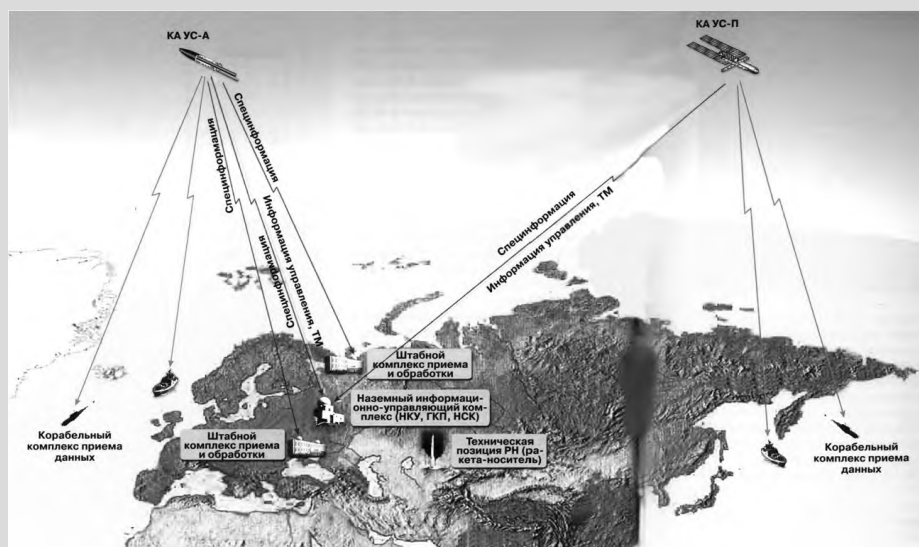 КА УС-А
КА УС-П
Специнформация
Специнформация
Информация управления, ТМ
Специнформация
Специнформация
Информация управления, ТМ
Штабной
комплекс приема
и обработки
Наземный информаци-
онно-управляющий ком-
плекс (НКУ, ГКП, НСК)
Штабной
комплекс приема
и обработки
Техническая
позиция РН (ра-
кета-носитель)
Корабельный
комплекс приема
данных
Корабельный
комплекс приема
данных